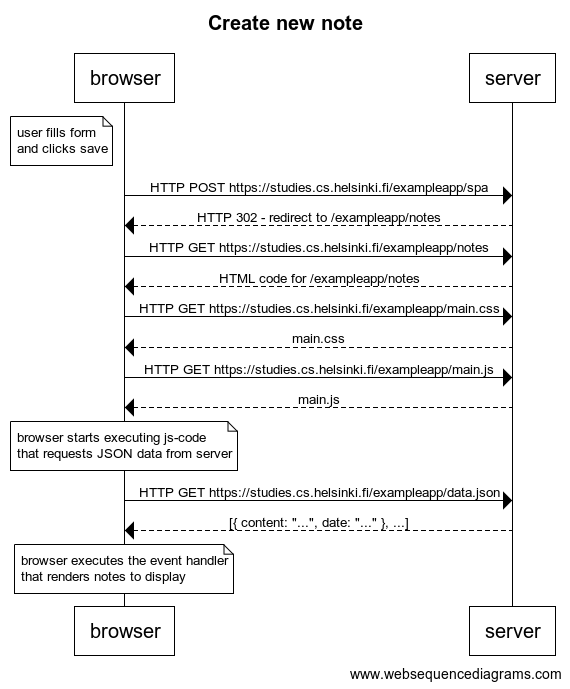 Create new note
browser
server
user fills form
and clicks save
HTTP POST https://studies.cs.helsinki.fi/exampleapp/spa
HTTP 302 - redirect to /exampleapp/notes
HTTP GET https://studies.cs.helsinki.fi/exampleapp/notes
HTML code for /exampleapp/notes
HTTP GET https://studies.cs.helsinki.fi/exampleapp/main.css
main.css
HTTP GET https://studies.cs.helsinki.fi/exampleapp/main.js
main.js
browser starts executing js-code
that requests JSON data from server
HTTP GET https://studies.cs.helsinki.fi/exampleapp/data.json
[{ content: "...", date: "..." }, ...]
browser executes the event handler
that renders notes to display
browser
server
www.websequencediagrams.com